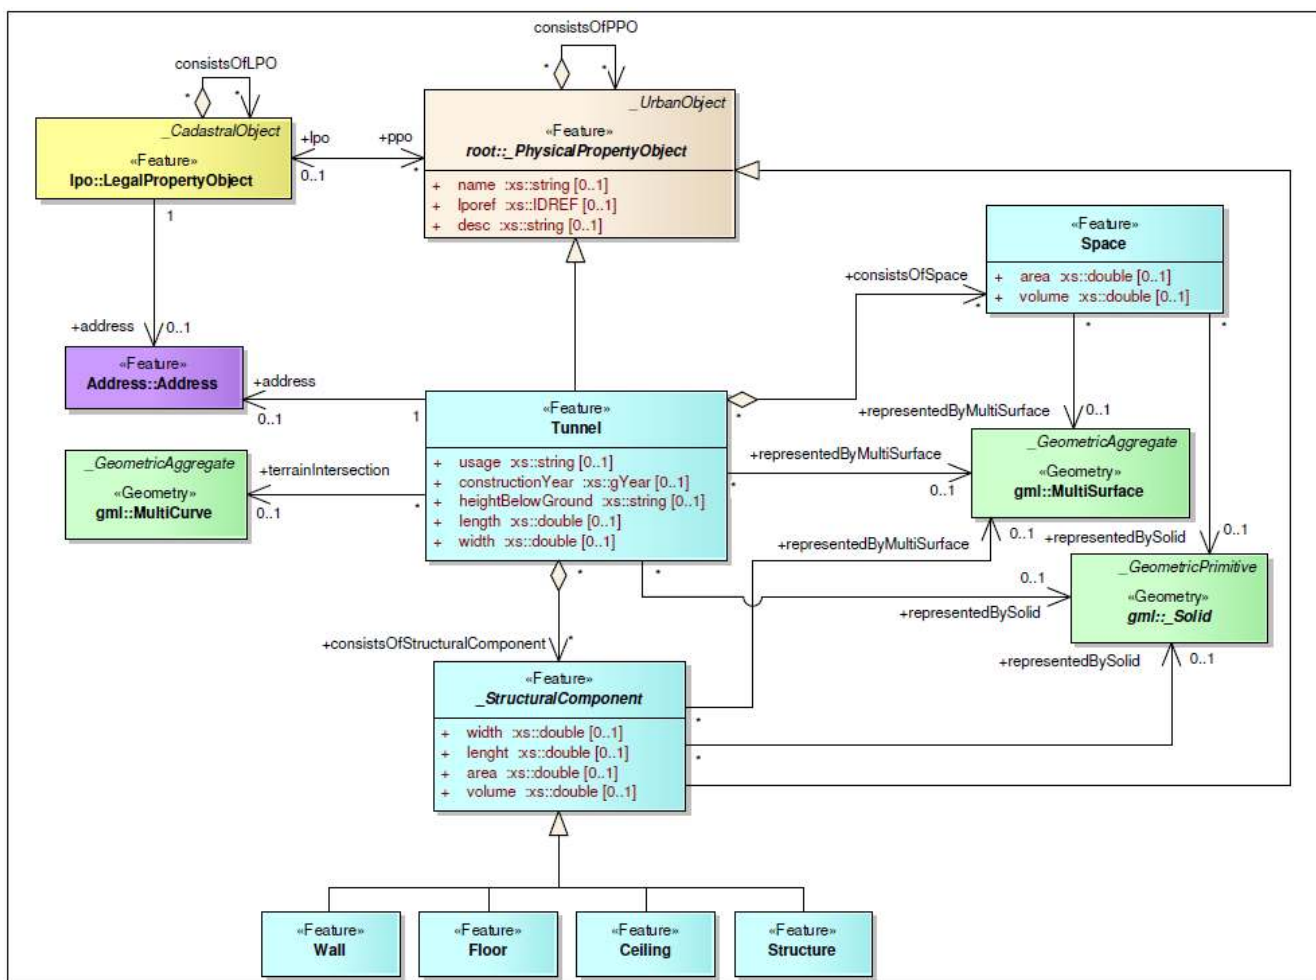 consistsOfPPO
*
*
consistsOfLPO
*
*
_CadastralObject
«Feature»
lpo::LegalPropertyObject
+lpo
0..1
+ppo
*
_UrbanObject
«Feature»
root::_PhysicalPropertyObject
+ name :xs::string [0..1]
+ lporef :xs::IDREF [0..1]
+ desc :xs::string [0..1]
1
+address
0..1
«Feature»
Space
+ area :xs::double [0..1]
+ volume :xs::double [0..1]
+consistsOfSpace
*
*
*
«Feature»
Address::Address
+address
0..1
1
«Feature»
Tunnel
+ usage :xs::string [0..1]
+ constructionYear :xs::gYear [0..1]
+ heightBelowGround :xs::string [0..1]
+ length :xs::double [0..1]
+ width :xs::double [0..1]
*
+representedByMultiSurface
0..1
_GeometricAggregate
«Geometry»
gml::MultiCurve
+terrainIntersection
0..1
*
+representedByMultiSurface
*
0..1
_GeometricAggregate
«Geometry»
gml::MultiSurface
+representedByMultiSurface
0..1
+representedBySolid
0..1
*
*
0..1
+representedBySolid
_GeometricPrimitive
«Geometry»
gml::_Solid
+representedBySolid
0..1
+consistsOfStructuralComponent
*
«Feature»
_StructuralComponent
+ width :xs::double [0..1]
+ lenght :xs::double [0..1]
+ area :xs::double [0..1]
+ volume :xs::double [0..1]
*
*
«Feature»
Wall
«Feature»
Floor
«Feature»
Ceiling
«Feature»
Structure